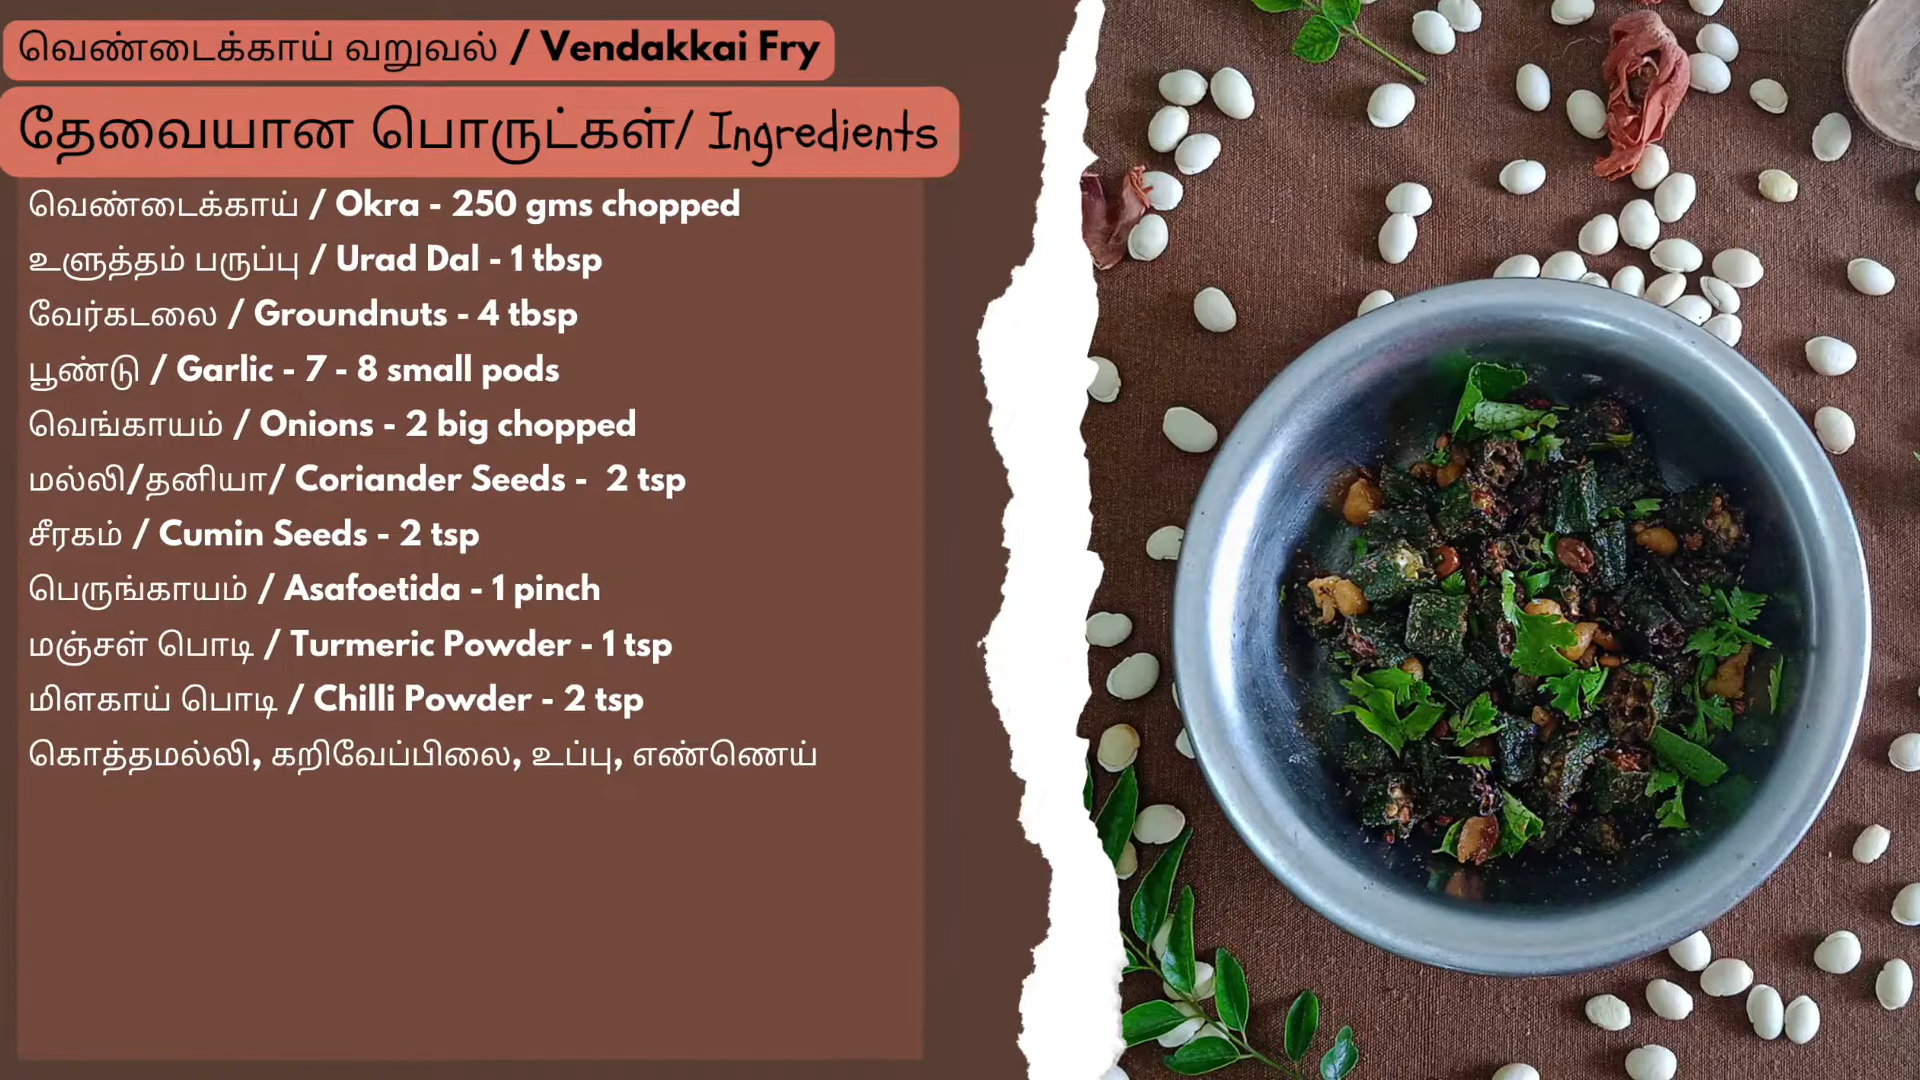 வெண்டைக்காய் வறுவல் / Vendakkai Fry
தேவையான பொருட்கள்/ Ingredients
வெண்டைக்காய் / Okra - 250 gms chopped
உளுத்தம் பருப்பு / Urad Dal - 1 tbsp
வேர்கடலை / Groundnuts - 4 tbsp
பூண்டு / Garlic - 7 - 8 small pods
வெங்காயம் / Onions - 2 big chopped
மல்லி/தனியா/ Coriander Seeds - 2 tsp
சீரகம் / Cumin Seeds - 2 tsp
பெருங்காயம் / Asafoetida - 1 pinch
மஞ்சள் பொடி / Turmeric Powder - 1 tsp
மிளகாய் பொடி / Chilli Powder - 2 tsp
கொத்தமல்லி, கறிவேப்பிலை, உப்பு, எண்ணெய்